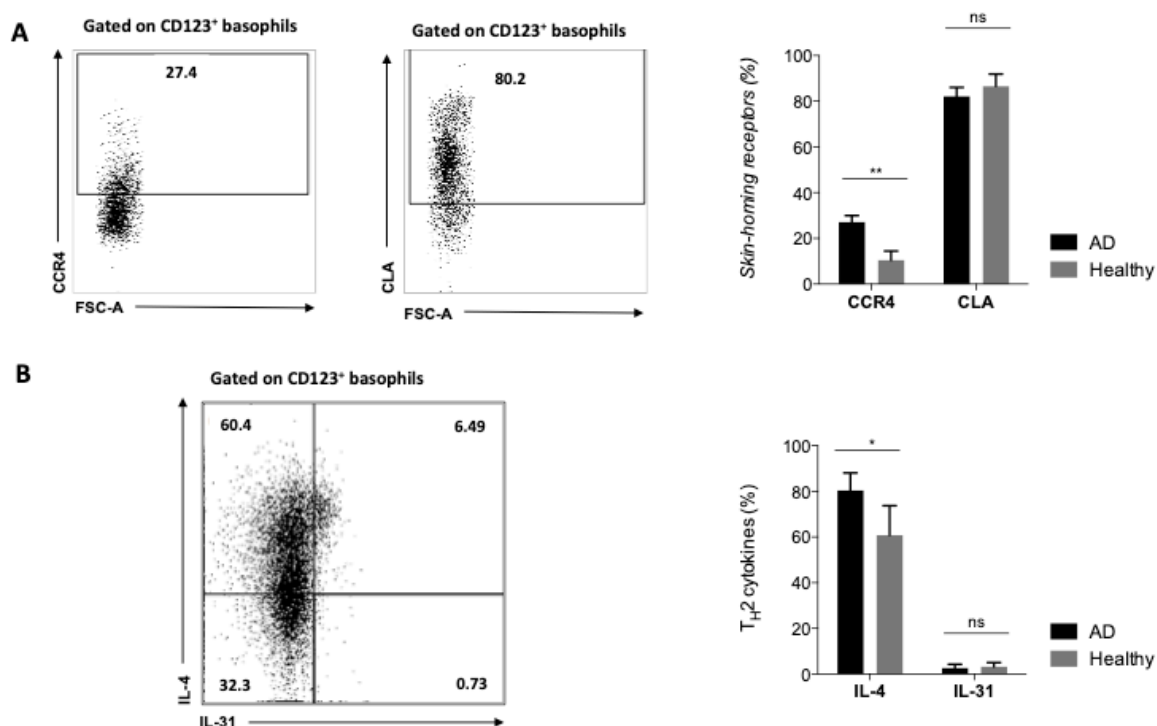 A
Gated on CD123⁺ basophils
27.4
CCR4
FSC-A
Gated on CD123⁺ basophils
80.2
CLA
FSC-A
ns
**
Skin-homing receptors (%)
100
80
60
40
20
0
CCR4
CLA
AD
Healthy
B
Gated on CD123⁺ basophils
60.4
6.49
32.3
0.73
IL-4
IL-31
*
ns
T_H2 cytokines (%)
100
80
60
40
20
0
IL-4
IL-31
AD
Healthy